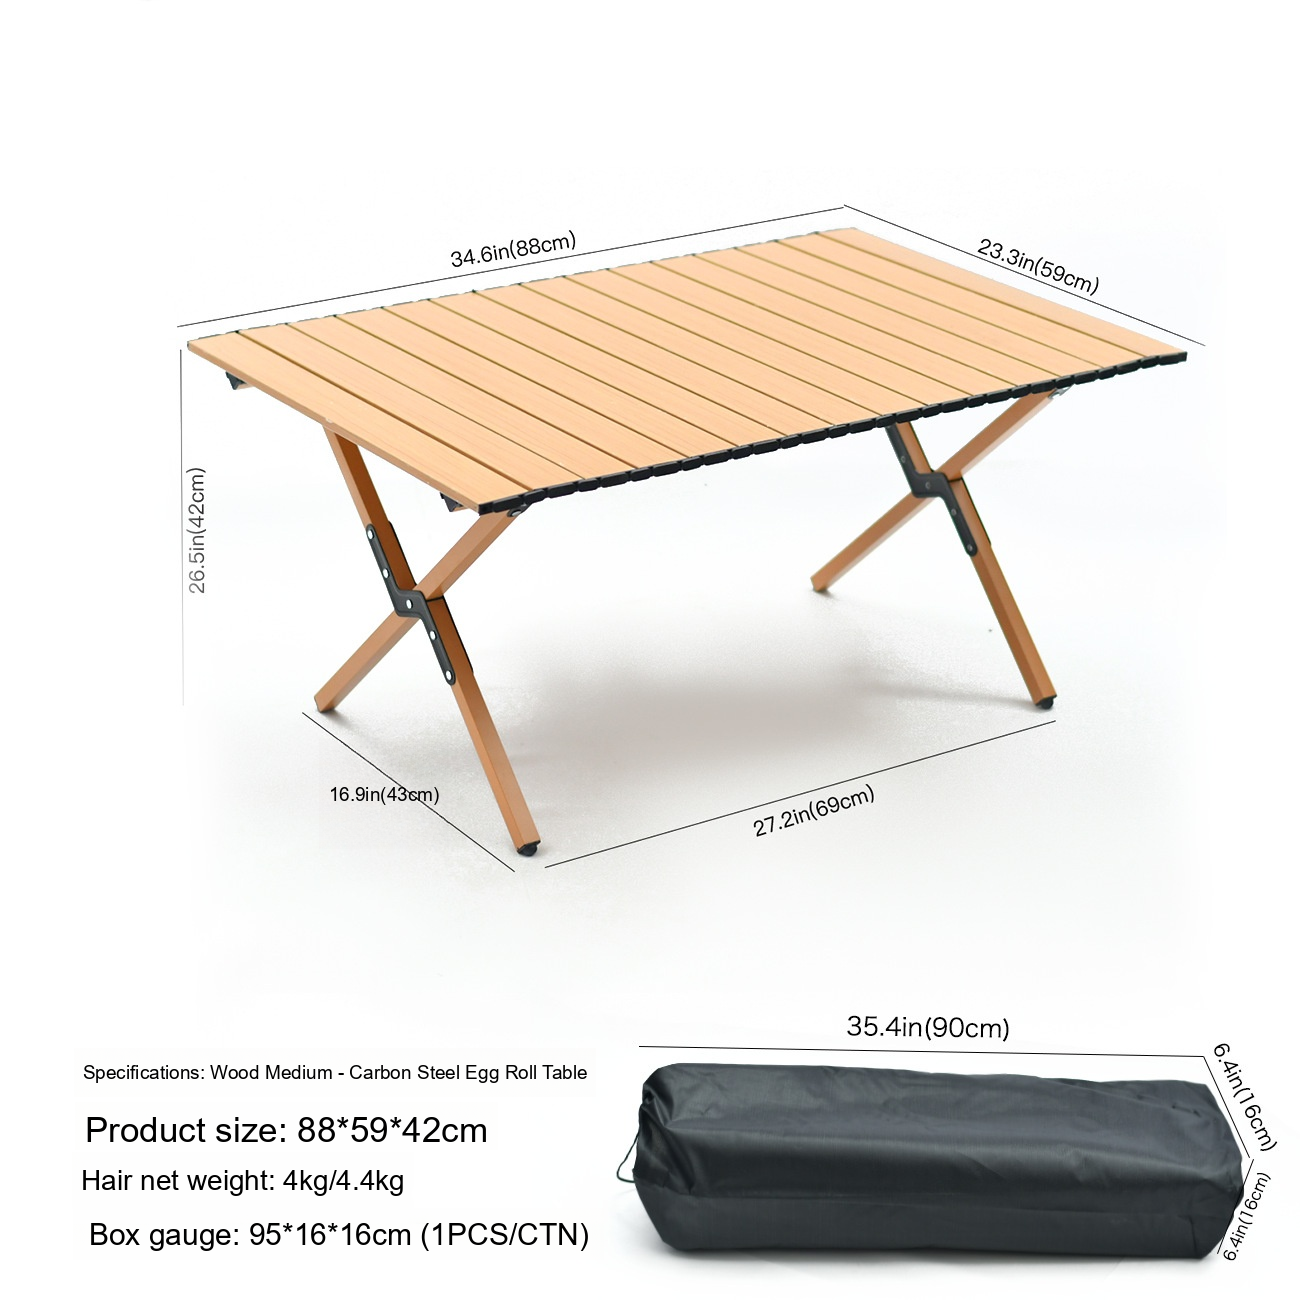 34.6in(88cm)
23.3in(59cm)
26.5in(42cm)
16.9in(43cm)
27.2in(69cm)
35.4in(90cm)
6.4in(16cm)
6.4in(16cm)
Specifications: Wood Medium - Carbon Steel Egg Roll Table
Product size: 88*59*42cm
Hair net weight: 4kg/4.4kg
Box gauge: 95*16*16cm (1PCS/CTN)